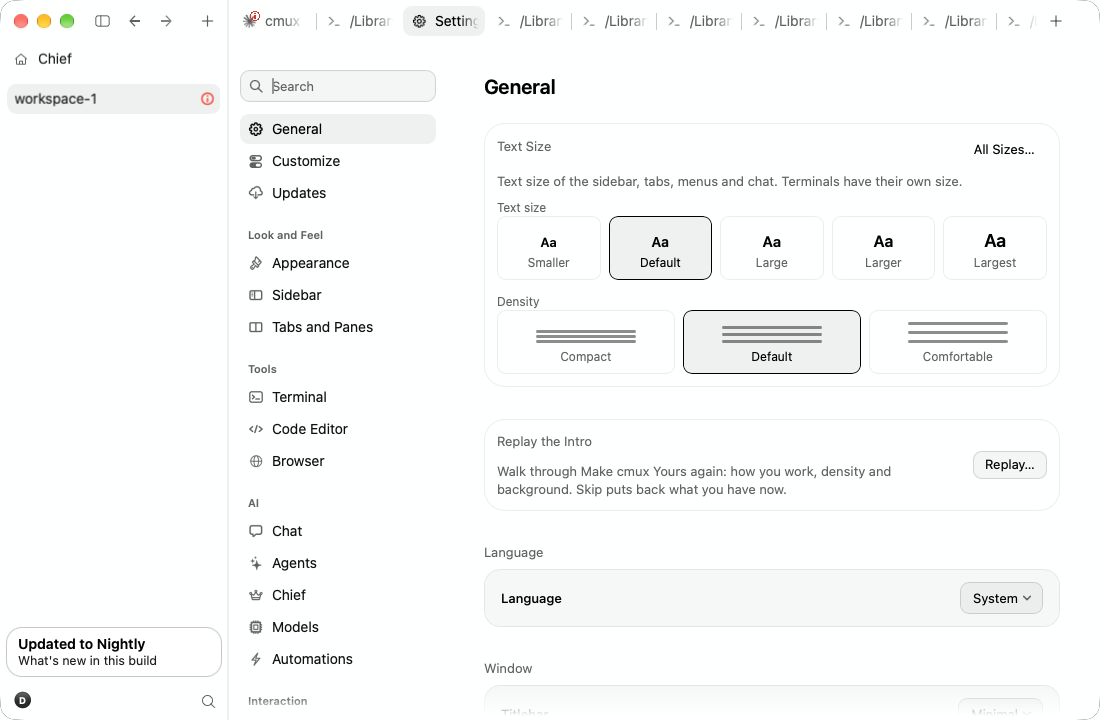 cmux
/Librar
Setting
/Librar
/Librar
/Librar
/Librar
/Librar
/Librar
Chief
workspace-1
Updated to Nightly
What's new in this build
D
Search
General
Customize
Updates
Look and Feel
Appearance
Sidebar
Tabs and Panes
Tools
Terminal
Code Editor
Browser
AI
Chat
Agents
Chief
Models
Automations
Interaction
General
Text Size
All Sizes...
Text size of the sidebar, tabs, menus and chat. Terminals have their own size.
Text size
Aa
Smaller
Aa
Default
Aa
Large
Aa
Larger
Aa
Largest
Density
Compact
Default
Comfortable
Replay the Intro
Walk through Make cmux Yours again: how you work, density and
background. Skip puts back what you have now.
Replay...
Language
Language
System
Window
Titlebar
Minimal